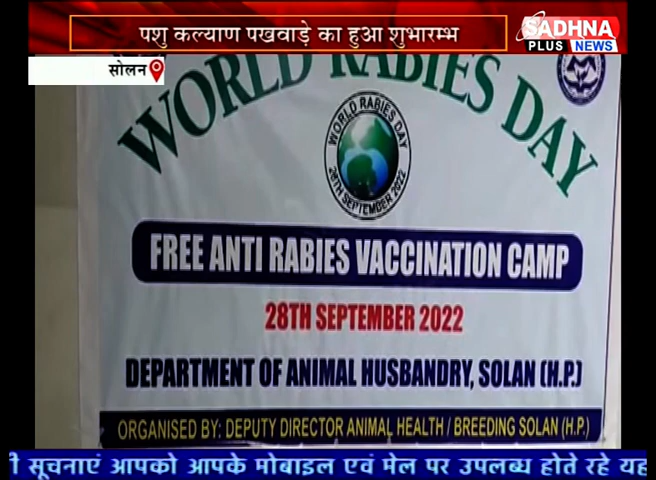 पशु कल्याण पखवाड़े का हुआ शुभारम्भ
SADHNA
PLUS NEWS
सोलन
WORLD RABIES DAY
WORLD RABIES DAY
28TH SEPTEMBER 2022
FREE ANTI RABIES VACCINATION CAMP
28TH SEPTEMBER 2022
DEPARTMENT OF ANIMAL HUSBANDRY, SOLAN (H.P.)
ORGANISED BY: DEPUTY DIRECTOR ANIMAL HEALTH / BREEDING SOLAN (H.P.)
सूचनाएं आपको आपके मोबाइल एवं मेल पर उपलब्ध होते रहे